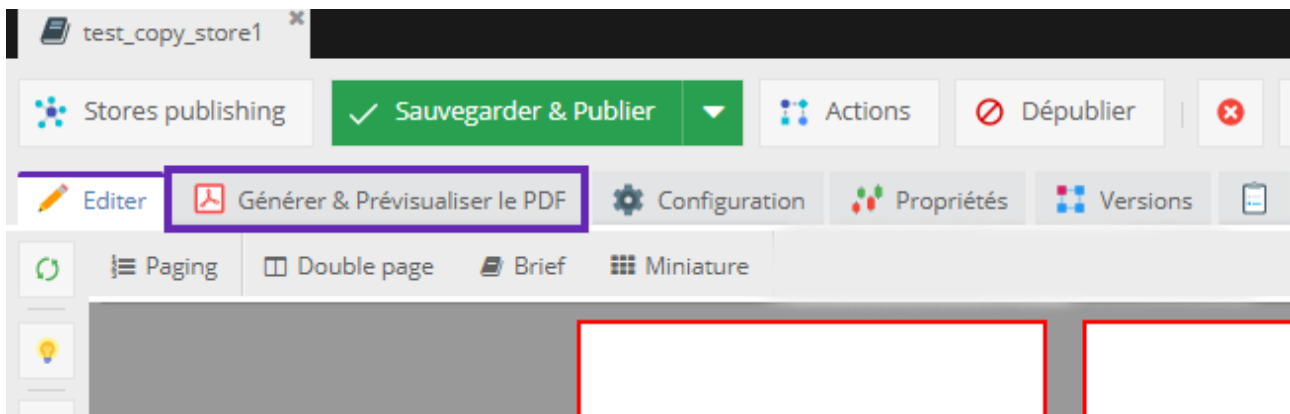 test_copy_store1
Stores publishing Sauvegarder & Publier Actions Dépublier
Editer Générer & Prévisualiser le PDF Configuration Propriétés Versions
Paging Double page Brief Miniature